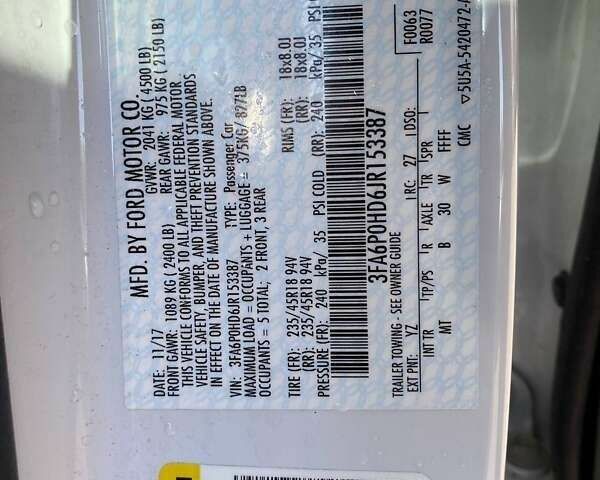 MFD. BY FORD MOTOR CO.
DATE: 11/17 GVWR: 2041 KG ( 4500 LB)
FRONT GAWR: 1089 KG ( 2400 LB) REAR GAWR: 975 KG ( 2150 LB)
THIS VEHICLE CONFORMS TO ALL APPLICABLE FEDERAL MOTOR
VEHICLE SAFETY, BUMPER, AND THEFT PREVENTION STANDARDS
IN EFFECT ON THE DATE OF MANUFACTURE SHOWN ABOVE.
VIN: 3FA6P0HD6JR153387 TYPE: Passenger Car
MAXIMUM LOAD = OCCUPANTS + LUGGAGE = 375KG/ 827LB
OCCUPANTS = 5 TOTAL; 2 FRONT, 3 REAR
TIRE (FR): 235/45R18 94V RIMS (FR): 18x8.0J
TIRE (RR): 235/45R18 94V RIMS (RR): 18x8.0J
PRESSURES: (FR): 240 kPa/ 35 PSI COLD (RR): 240 kPa/ 35 PSI
3FA6P0HD6JR153387
F0063
R0077
TRAILER TOWING - SEE OWNER GUIDE
EXT PNT: YZ RC: 27 DSO:
INT TR TP/PS R AXLE TR SPR
MT B 30 W FFFF
CMC 5U5A-5420472-